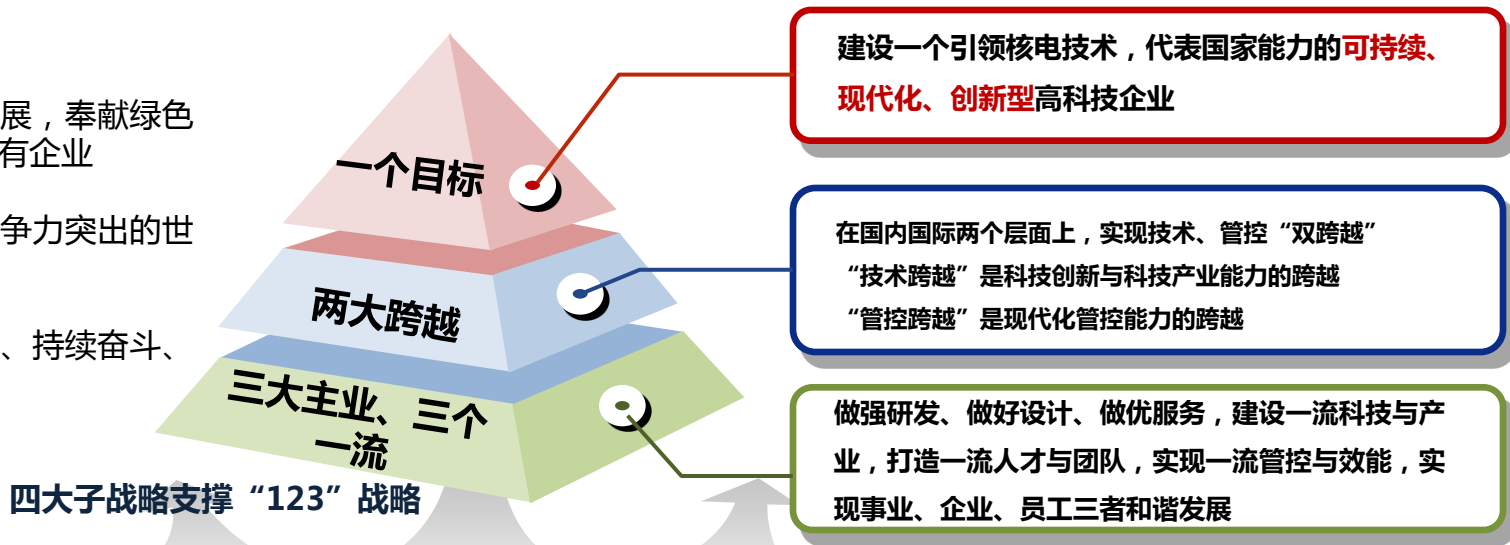 展，奉献绿色
有企业
争力突出的世
、持续奋斗、
一个目标
两大跨越
三大主业、三个
一流
四大子战略支撑“123”战略
建设一个引领核电技术，代表国家能力的可持续、
现代化、创新型高科技企业
在国内国际两个层面上，实现技术、管控“双跨越”
“技术跨越”是科技创新与科技产业能力的跨越
“管控跨越”是现代化管控能力的跨越
做强研发、做好设计、做优服务，建设一流科技与产
业，打造一流人才与团队，实现一流管控与效能，实
现事业、企业、员工三者和谐发展